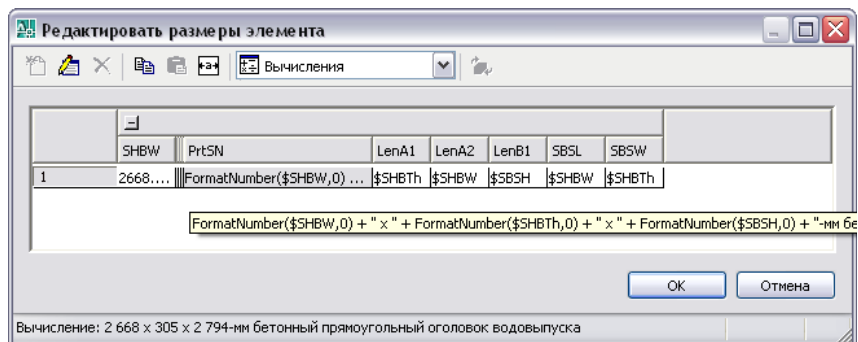 Редактировать размеры элемента
Вычисления
SHBW PrtSN LenA1 LenA2 LenB1 SBSL SBSW
1 2668.... FormatNumber($SHBW,0) ... $SHBTh $SHBW $SBSH $SHBW $SHBTh
FormatNumber($SHBW,0) + " x " + FormatNumber($SHBTh,0) + " x " + FormatNumber($SBSH,0) + "-мм бе
OK Отмена
Вычисление: 2 668 x 305 x 2 794-мм бетонный прямоугольный оголовок водовыпуска